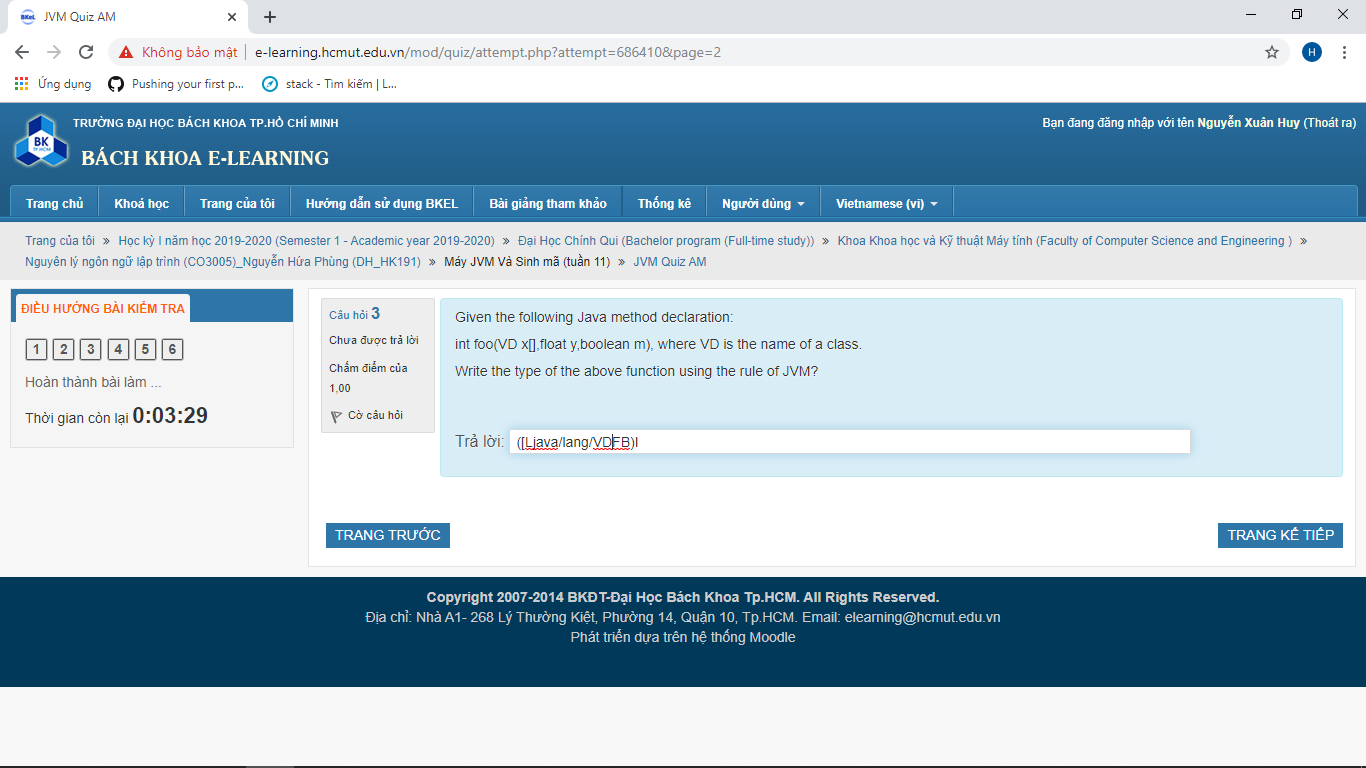 JVM Quiz AM
Không bảo mật
e-learning.hcmut.edu.vn/mod/quiz/attempt.php?attempt=686410&page=2
H
Ứng dụng
Pushing your first p...
stack - Tìm kiếm | L...
BK
TP.HCM
TRƯỜNG ĐẠI HỌC BÁCH KHOA TP.HỒ CHÍ MINH
Bạn đang đăng nhập với tên Nguyễn Xuân Huy (Thoát ra)
BÁCH KHOA E-LEARNING
Trang chủ
Khoá học
Trang của tôi
Hướng dẫn sử dụng BKEL
Bài giảng tham khảo
Thống kê
Người dùng
Vietnamese (vi)
Trang của tôi » Học kỳ I năm học 2019-2020 (Semester 1 - Academic year 2019-2020) » Đại Học Chính Qui (Bachelor program (Full-time study)) » Khoa Khoa học và Kỹ thuật Máy tính (Faculty of Computer Science and Engineering ) »
Nguyên lý ngôn ngữ lập trình (CO3005)_Nguyễn Hứa Phùng (DH_HK191) » Máy JVM Và Sinh mã (tuần 11) » JVM Quiz AM
ĐIỀU HƯỚNG BÀI KIỂM TRA
1 2 3 4 5 6
Hoàn thành bài làm ...
Thời gian còn lại 0:03:29
Câu hỏi 3
Chưa được trả lời
Chấm điểm của
1,00
Cờ câu hỏi
Given the following Java method declaration:
int foo(VD x[],float y,boolean m), where VD is the name of a class.
Write the type of the above function using the rule of JVM?
Trả lời: ([Ljava/lang/VDFB)I
TRANG TRƯỚC
TRANG KẾ TIẾP
Copyright 2007-2014 BKĐT-Đại Học Bách Khoa Tp.HCM. All Rights Reserved.
Địa chỉ: Nhà A1- 268 Lý Thường Kiệt, Phường 14, Quận 10, Tp.HCM. Email: elearning@hcmut.edu.vn
Phát triển dựa trên hệ thống Moodle